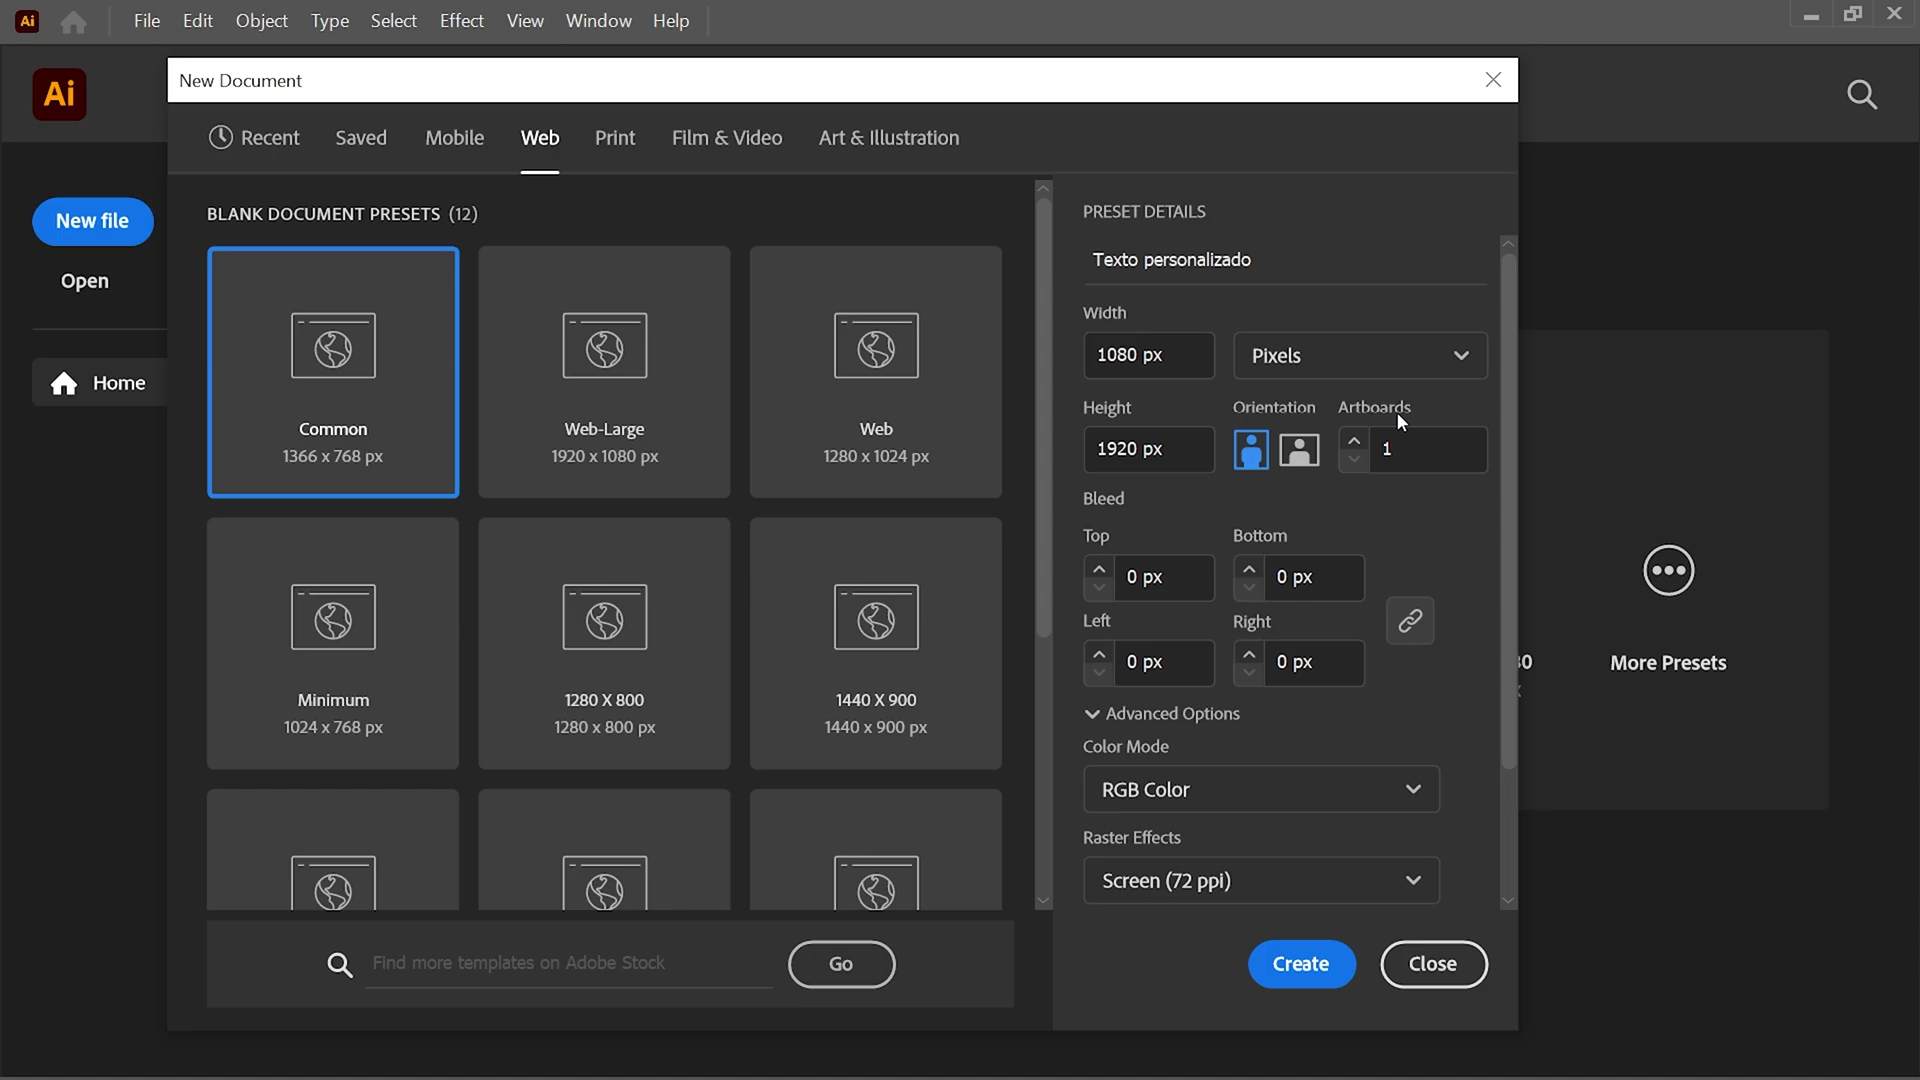 Ai File Edit Object Type Select Effect View Window Help
Ai
New Document
Recent Saved Mobile Web Print Film & Video Art & Illustration
New file
Open
Home
BLANK DOCUMENT PRESETS (12)
Common
1366 x 768 px
Web-Large
1920 x 1080 px
Web
1280 x 1024 px
Minimum
1024 x 768 px
1280 X 800
1280 x 800 px
1440 X 900
1440 x 900 px
Find more templates on Adobe Stock
Go
PRESET DETAILS
Texto personalizado
Width
1080 px Pixels
Height Orientation Artboards
1920 px 1
Bleed
Top Bottom
0 px 0 px
Left Right
0 px 0 px
Advanced Options
Color Mode
RGB Color
Raster Effects
Screen (72 ppi)
Create Close
More Presets